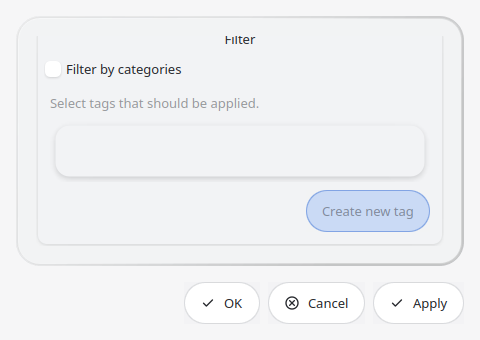 Filter
Filter by categories
Select tags that should be applied.
Create new tag
OK
Cancel
Apply